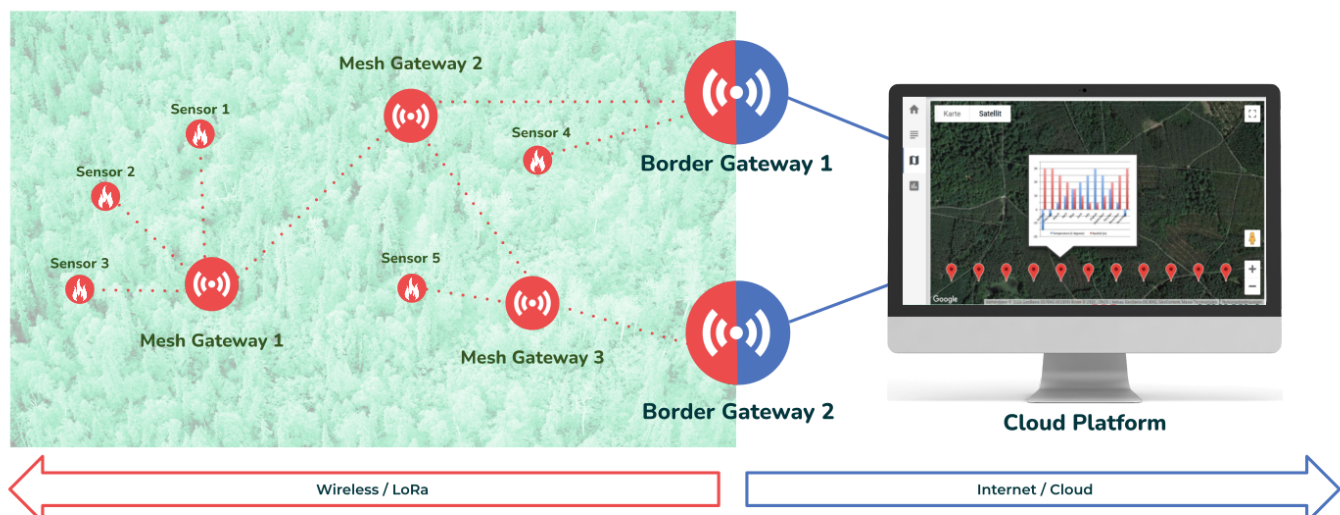 Mesh Gateway 2
Sensor 1
Sensor 4
Border Gateway 1
Sensor 2
Sensor 3
Sensor 5
Mesh Gateway 1
Mesh Gateway 3
Border Gateway 2
Karte
Satellit
Google
Cloud Platform
Wireless / LoRa
Internet / Cloud